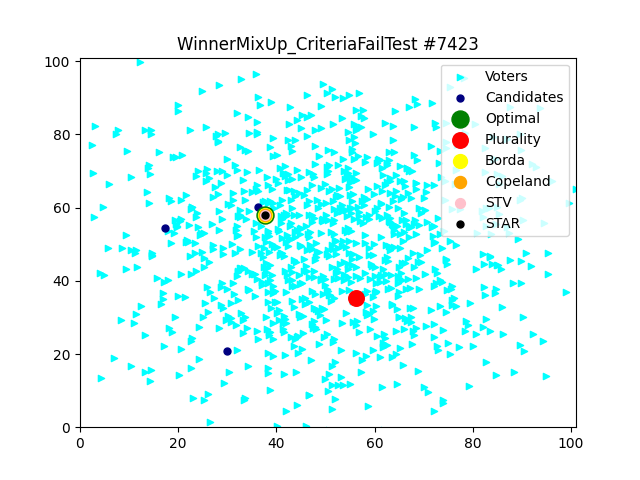 WinnerMixUp_CriteriaFailTest #7423
Voters
Candidates
Optimal
Plurality
Borda
Copeland
STV
STAR
100
80
60
40
20
0
0 20 40 60 80 100